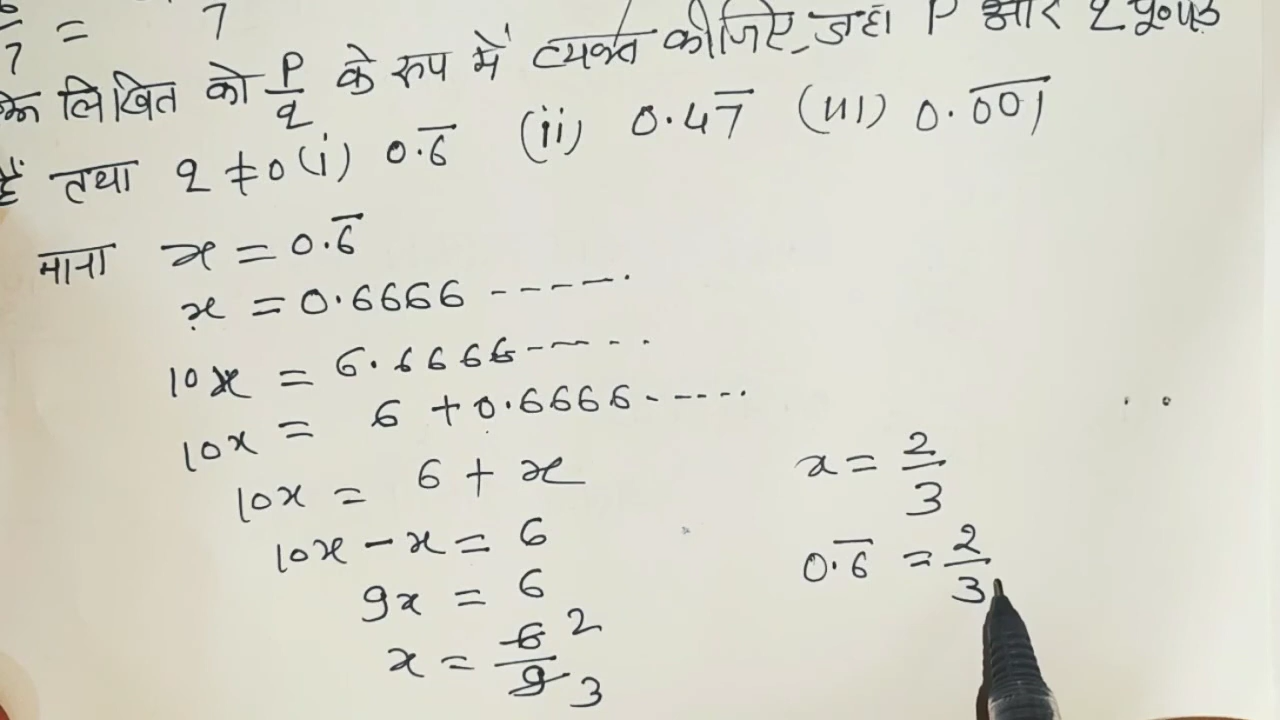 7 = 7
के लिखित को P/q के रूप में व्यक्त कीजिए, जहाँ P और q
हैं तथा q ≠ 0 (i) 0.6̅ (ii) 0.47̅ (iii) 0.0̅0̅1̅
माना x = 0.6̅
x = 0.6666 ------.
10x = 6.6666-----..
10x = 6 + 0.6666.-----..
10x = 6 + x
10x - x = 6
9x = 6
x = 6/9 2 3
x = 2/3
0.6̅ = 2/3